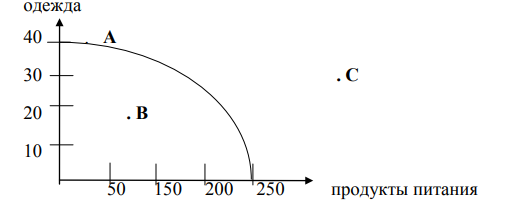 одежда
40
. A
30
. C
20
. B
10
50 150 200 250 продукты питания